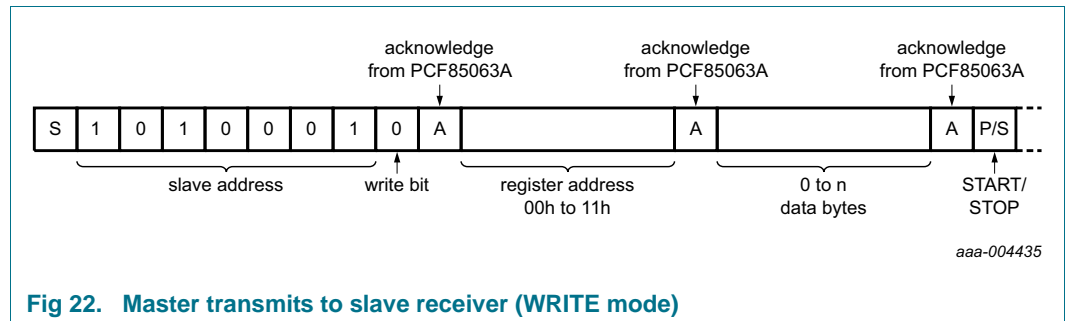 acknowledge
from PCF85063A
acknowledge
from PCF85063A
acknowledge
from PCF85063A
S 1 0 1 0 0 0 1 0 A A A P/S
slave address
write bit
register address
00h to 11h
0 to n
data bytes
START/
STOP
aaa-004435
Fig 22. Master transmits to slave receiver (WRITE mode)